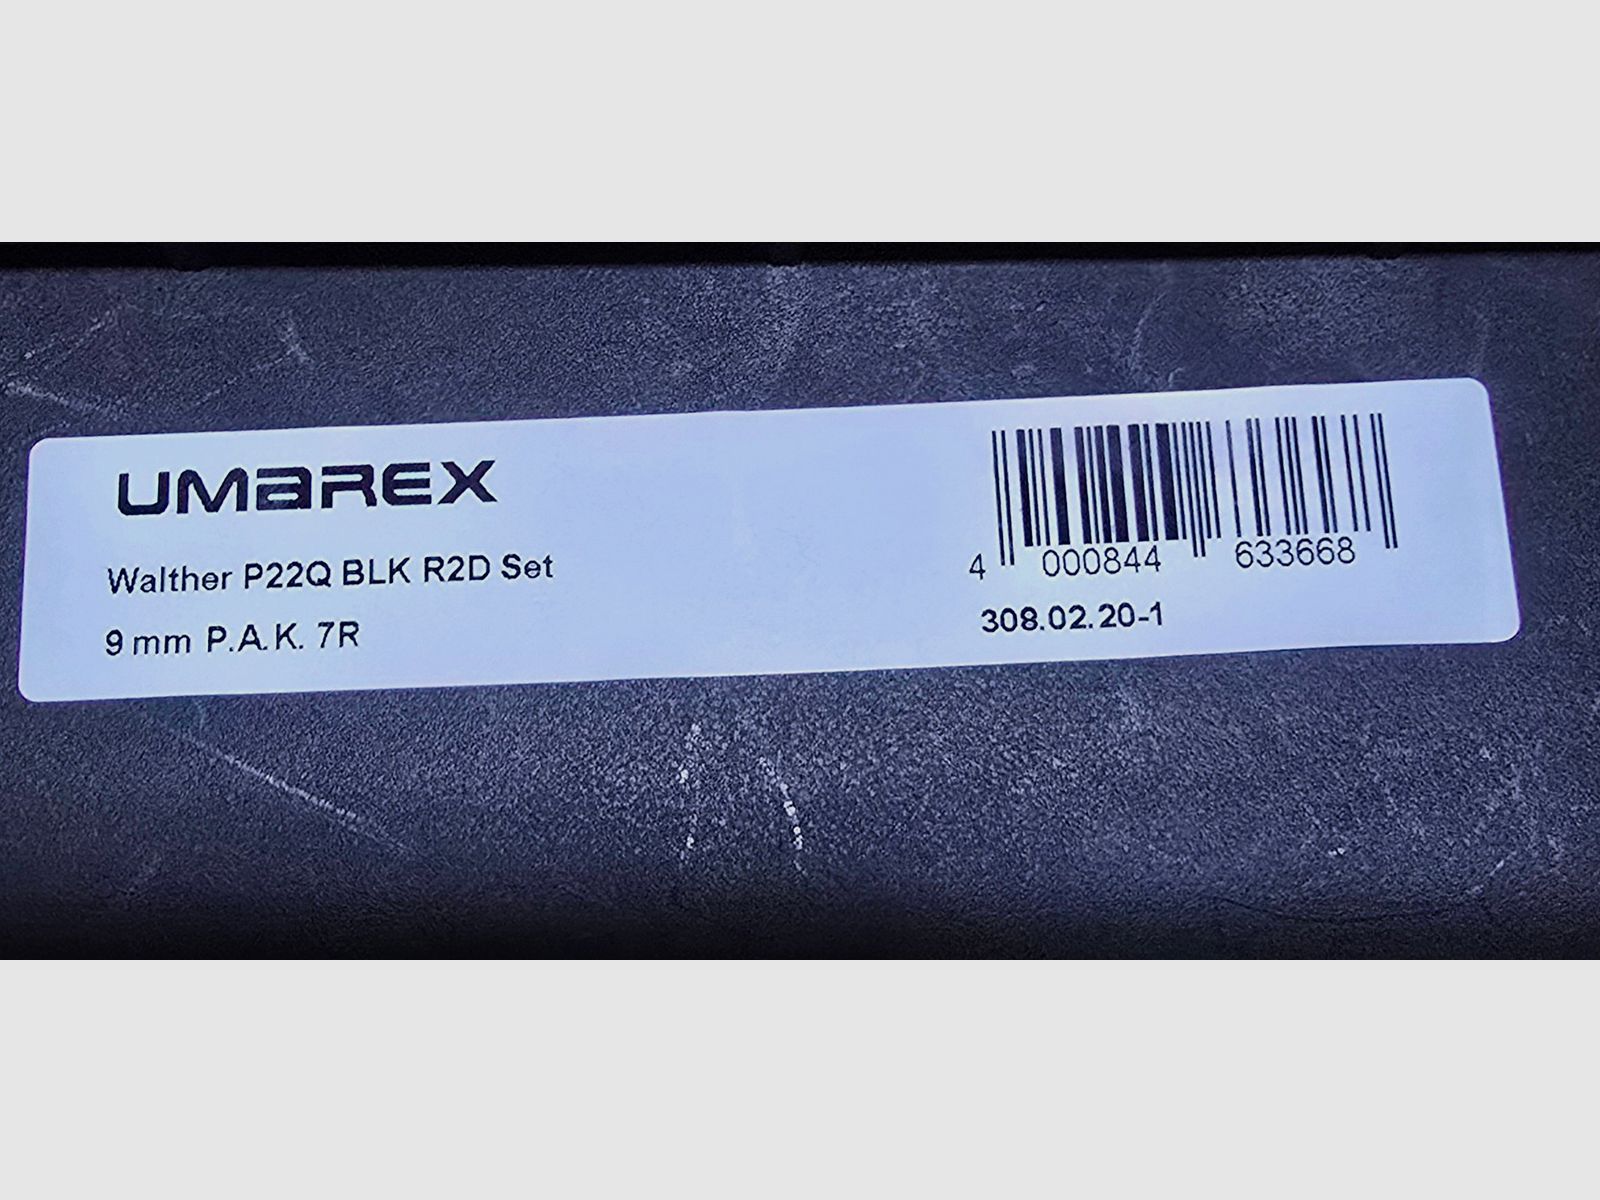 UMAREX
Walther P22Q BLK R2D Set
9 mm P.A.K. 7R
4 000844 633668
308.02.20-1